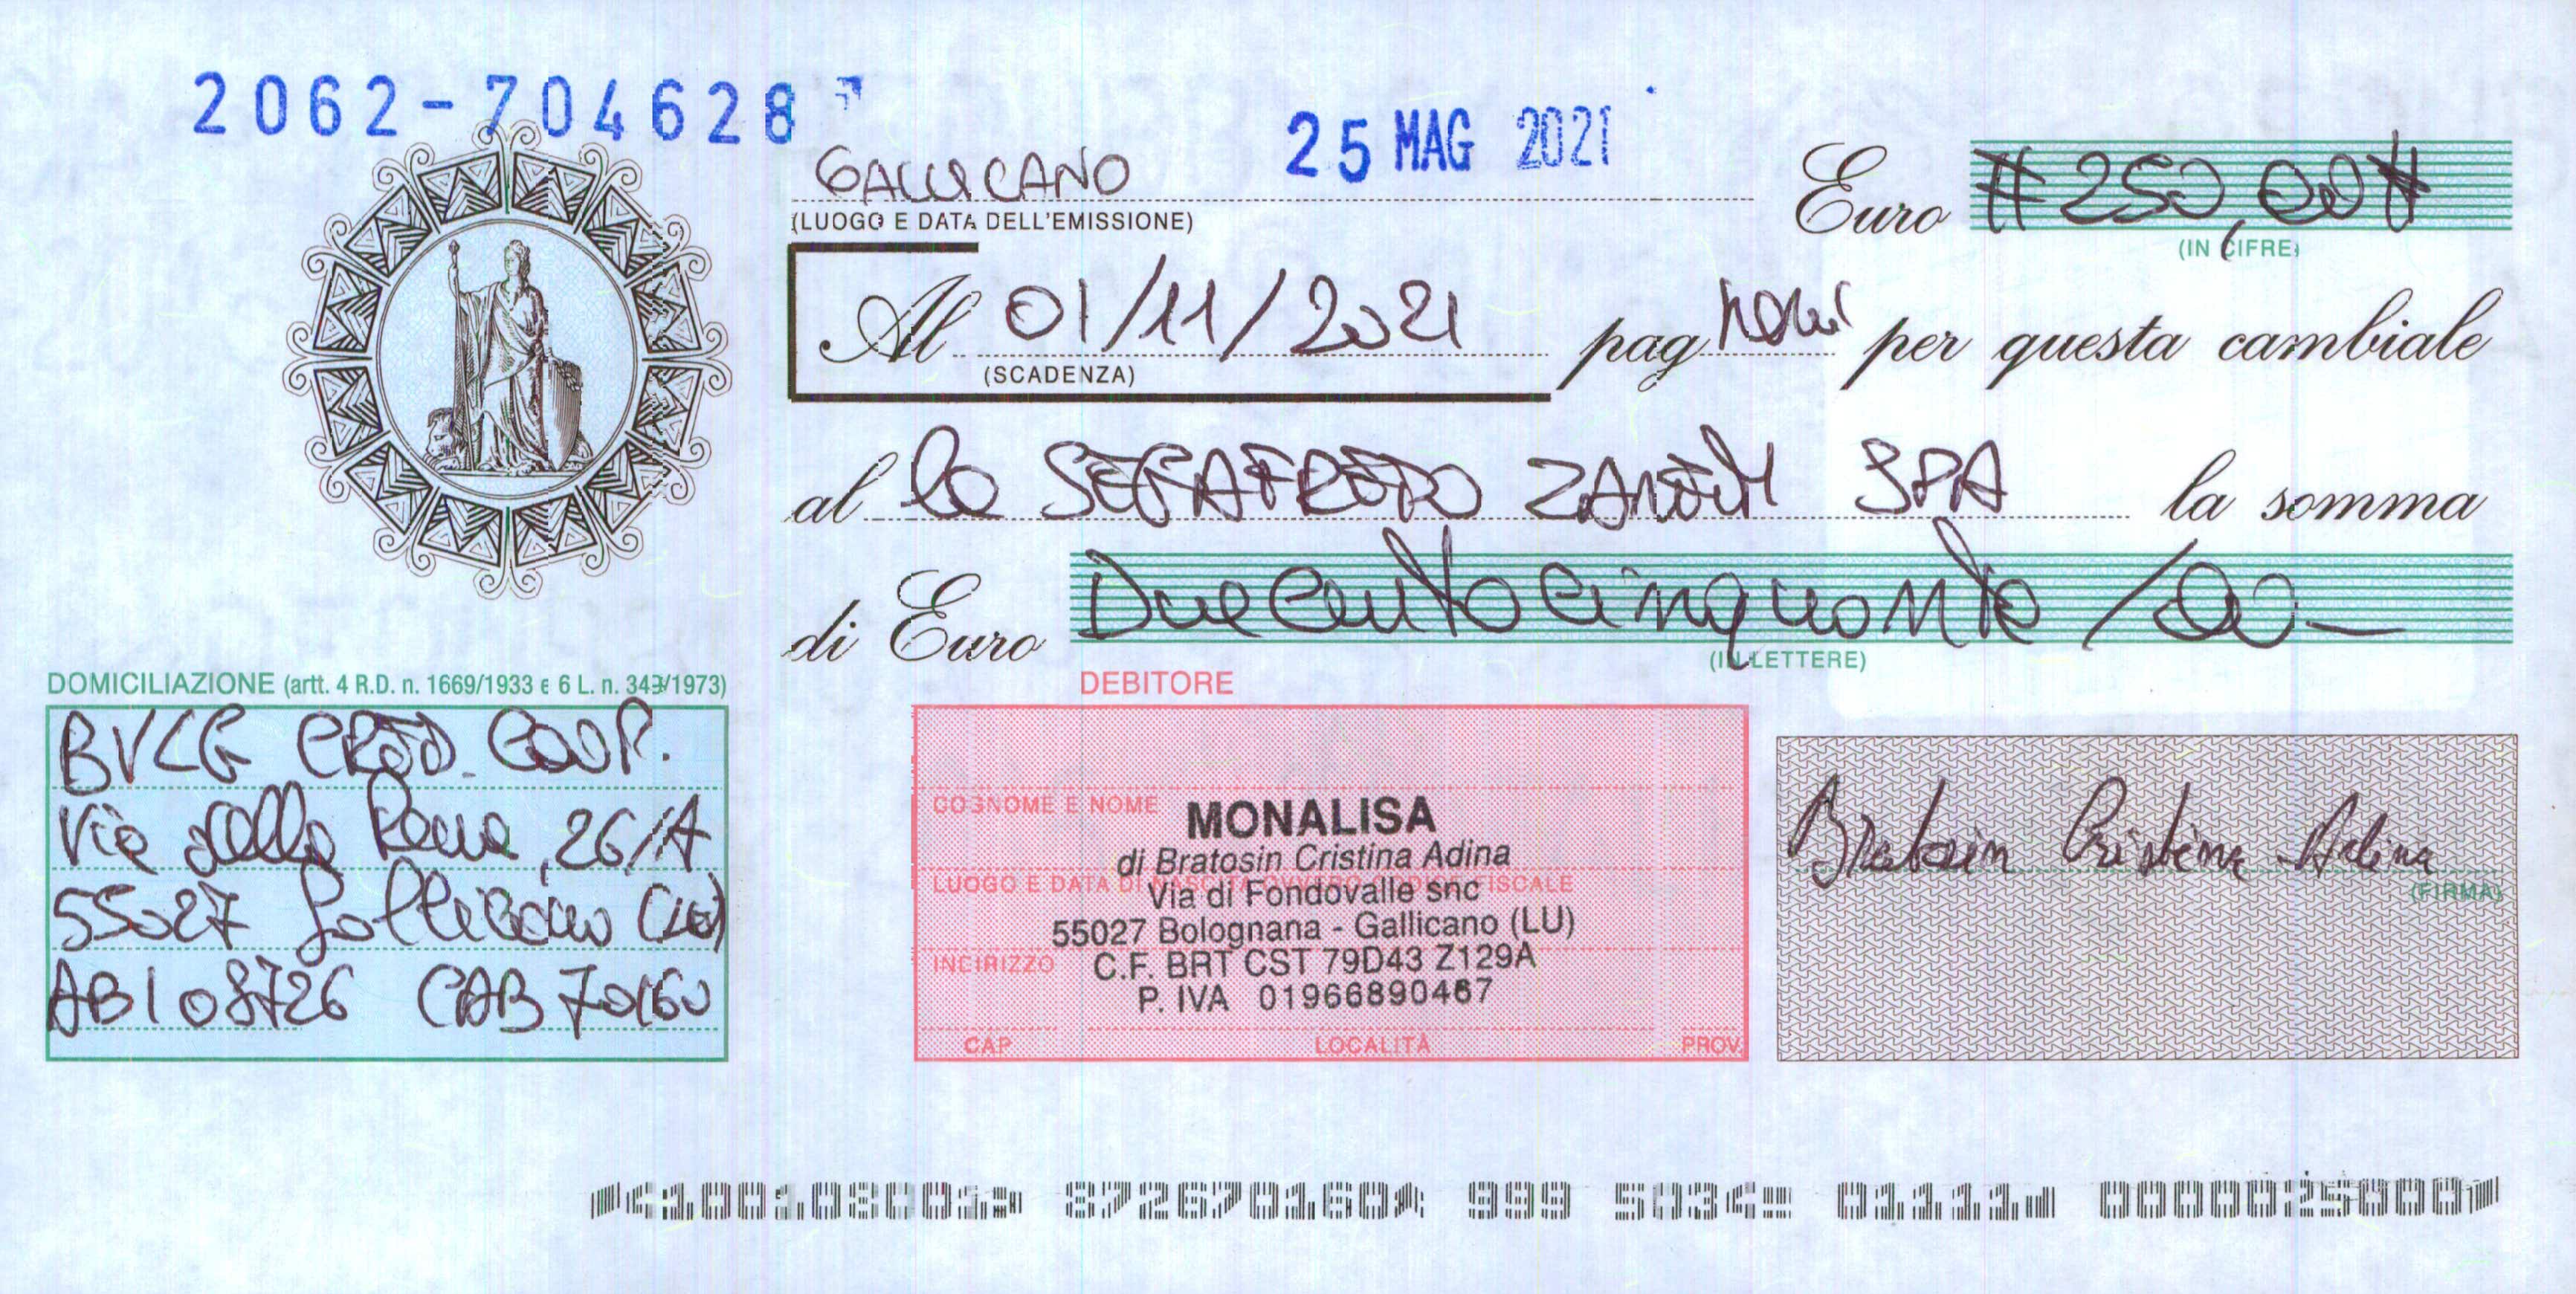 2062-704628
GALLICANO 25 MAG 2021
(LUOGO E DATA DELL'EMISSIONE)
Euro #250,00#
(IN CIFRE)
Al 01/11/2021 pag per questa cambiale
(SCADENZA)
al la SEGAFREDO ZANETTI SPA la somma
di Euro Duecentocinquanta/00
(IN LETTERE)
DOMICILIAZIONE (artt. 4 R.D. n. 1669/1933 e 6 L. n. 349/1973)
BVLG CRED. COOP.
Via della Rena, 26/A
55027 Gallicano (LU)
ABI 08726 CAB 70160
DEBITORE
COGNOME E NOME
MONALISA
di Bratosin Cristina Adina
LUOGO E DATA DI NASCITA OVVERO CODICE FISCALE
Via di Fondovalle snc
55027 Bolognana - Gallicano (LU)
INDIRIZZO
C.F. BRT CST 79D43 Z129A
P. IVA 01966890467
CAP LOCALITÀ PROV.
Bratosin Cristina Adina
(FIRMA)
872670160 999 5034 01111 0000025000